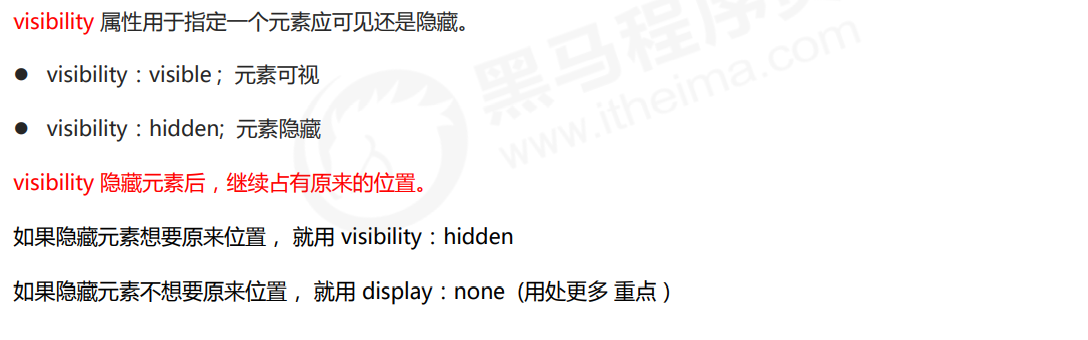 visibility 属性用于指定一个元素应可见还是隐藏。
● visibility：visible ;  元素可视
● visibility：hidden;  元素隐藏
visibility 隐藏元素后，继续占有原来的位置。
如果隐藏元素想要原来位置， 就用 visibility：hidden
如果隐藏元素不想要原来位置， 就用 display：none  (用处更多 重点 )
黑马程序
www.itheima.com